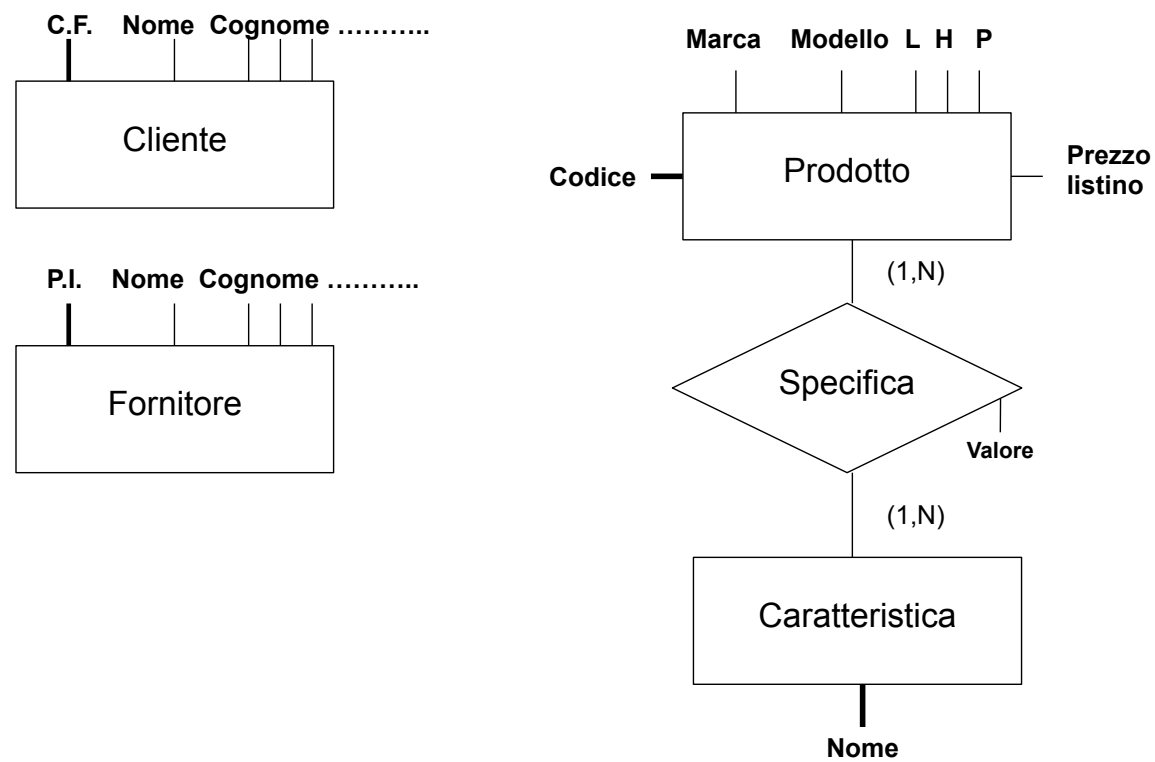 C.F. Nome Cognome ...........
Cliente
P.I. Nome Cognome ...........
Fornitore
Marca Modello L H P
Codice
Prodotto
Prezzo
listino
(1,N)
Specifica
Valore
(1,N)
Caratteristica
Nome